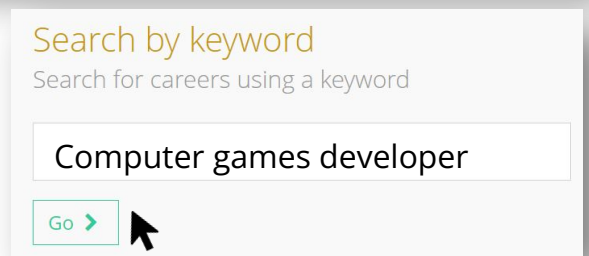 Search by keyword
Search for careers using a keyword
Computer games developer
Go